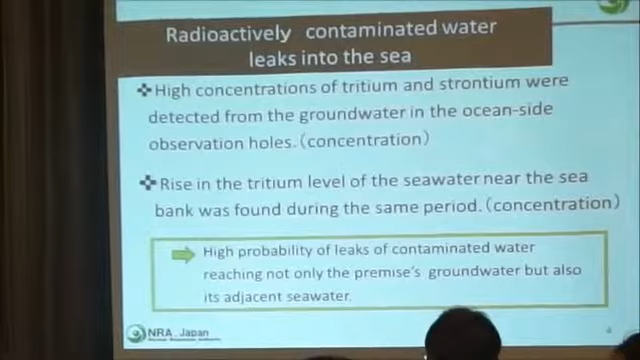 Radioactively contaminated water
leaks into the sea
High concentrations of tritium and strontium were
detected from the groundwater in the ocean-side
observation holes.(concentration)
Rise in the tritium level of the seawater near the sea
bank was found during the same period.(concentration)
High probability of leaks of contaminated water
reaching not only the premise's groundwater but also
its adjacent seawater.
NRA, Japan